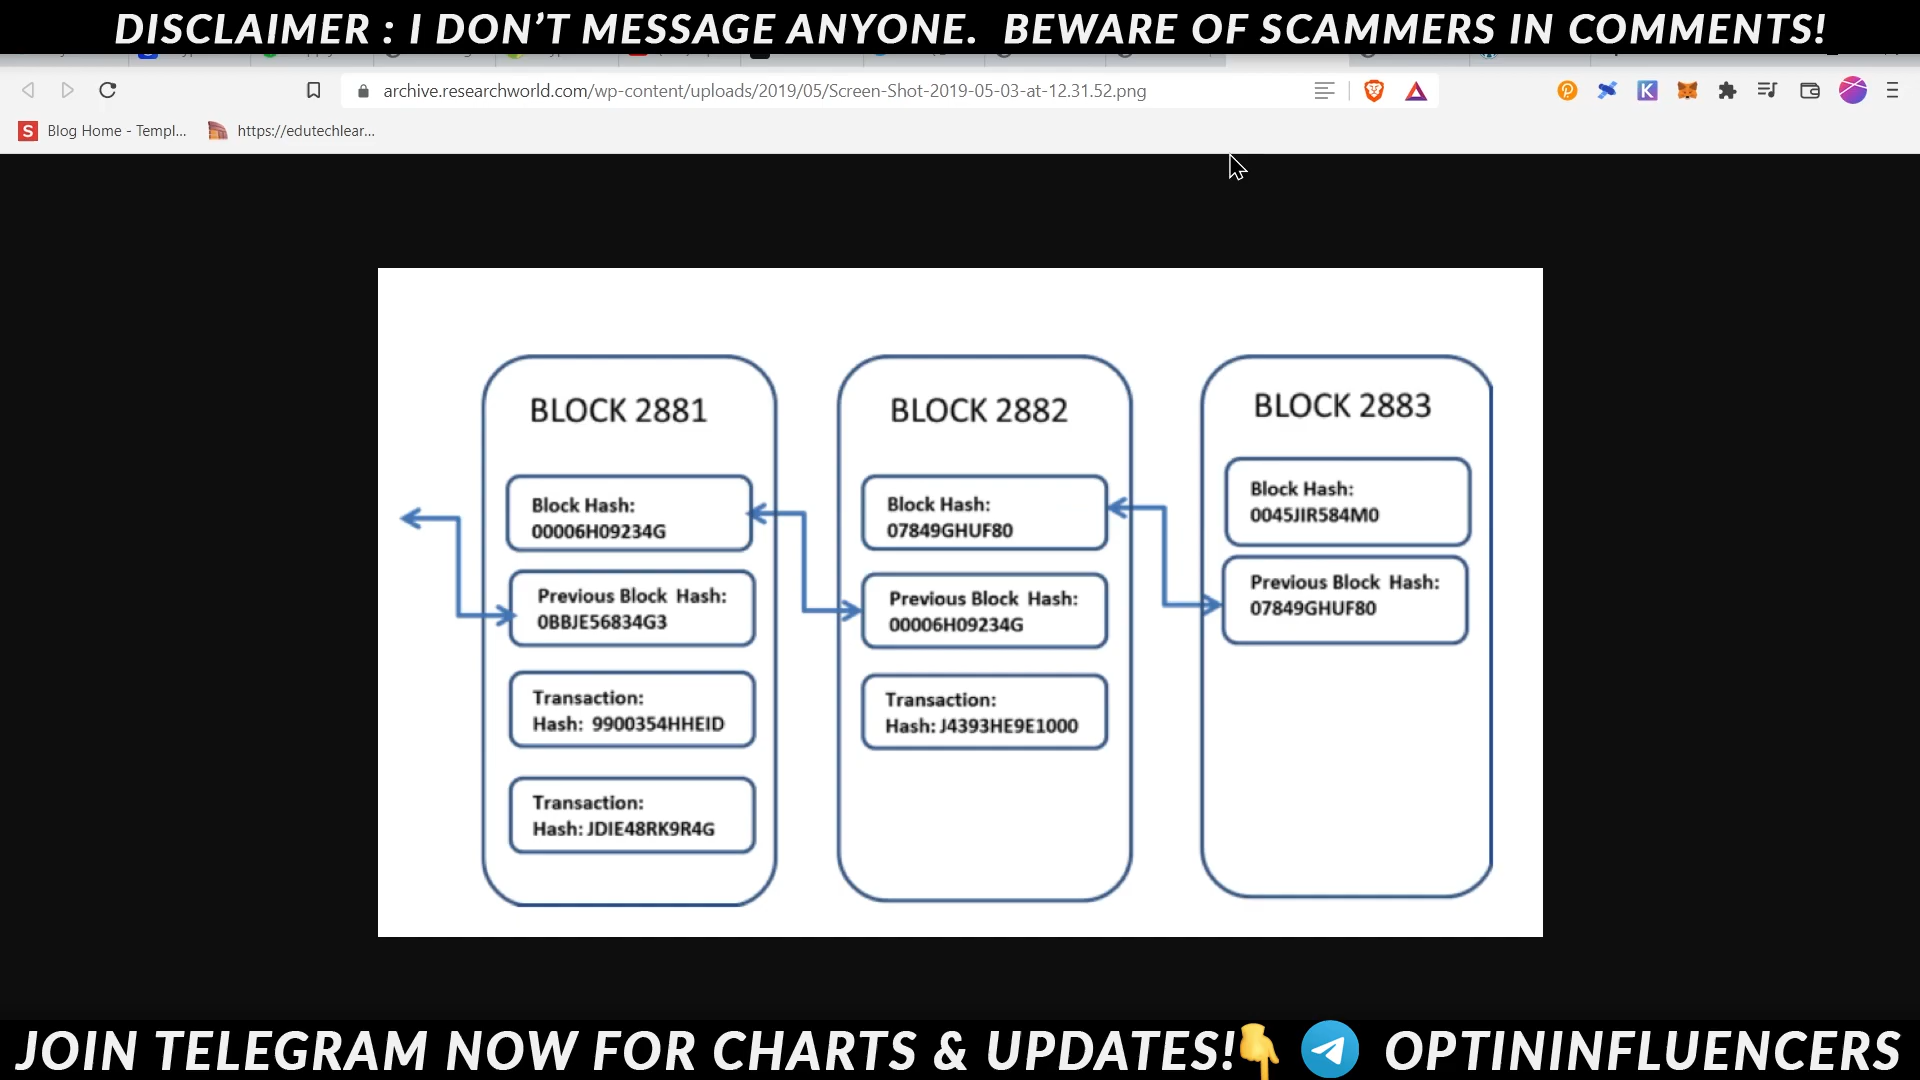 DISCLAIMER : I DON'T MESSAGE ANYONE. BEWARE OF SCAMMERS IN COMMENTS!
archive.researchworld.com/wp-content/uploads/2019/05/Screen-Shot-2019-05-03-at-12.31.52.png
S Blog Home - Templ... https://edutechlear...
BLOCK 2881
Block Hash:
00006H09234G
Previous Block Hash:
0BBJE56834G3
Transaction:
Hash: 9900354HHEID
Transaction:
Hash: JDIE48RK9R4G
BLOCK 2882
Block Hash:
07849GHUF80
Previous Block Hash:
00006H09234G
Transaction:
Hash: J4393HE9E1000
BLOCK 2883
Block Hash:
0045JIR584M0
Previous Block Hash:
07849GHUF80
JOIN TELEGRAM NOW FOR CHARTS & UPDATES! OPTININFLUENCERS